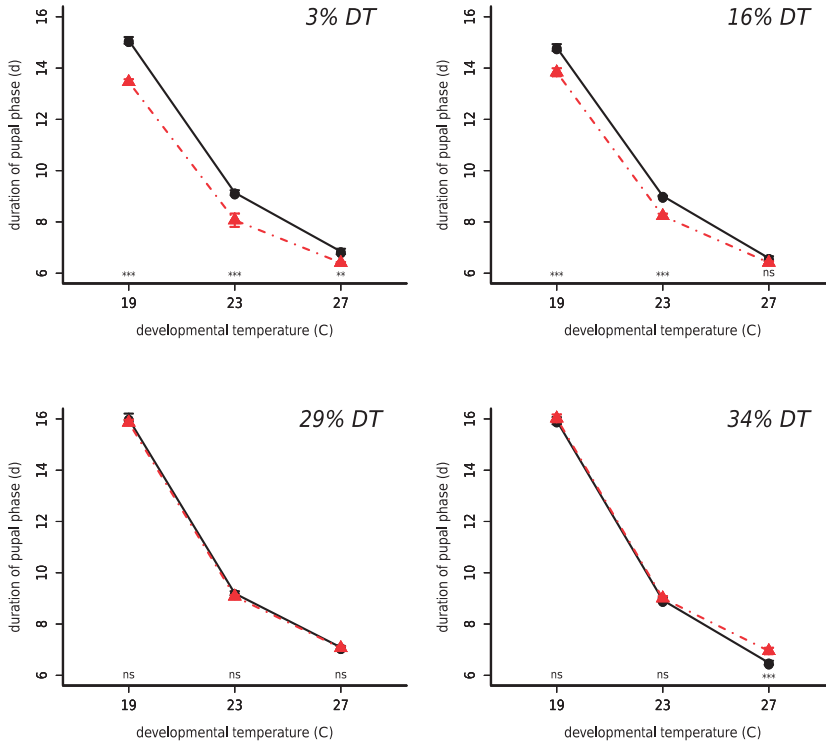 3% DT
duration of pupal phase (d)
16
14
12
10
8
6
*** *** **
19 23 27
developmental temperature (C)
16% DT
duration of pupal phase (d)
16
14
12
10
8
6
*** *** ns
19 23 27
developmental temperature (C)
29% DT
duration of pupal phase (d)
16
14
12
10
8
6
ns ns ns
19 23 27
developmental temperature (C)
34% DT
duration of pupal phase (d)
16
14
12
10
8
6
ns ns ***
19 23 27
developmental temperature (C)